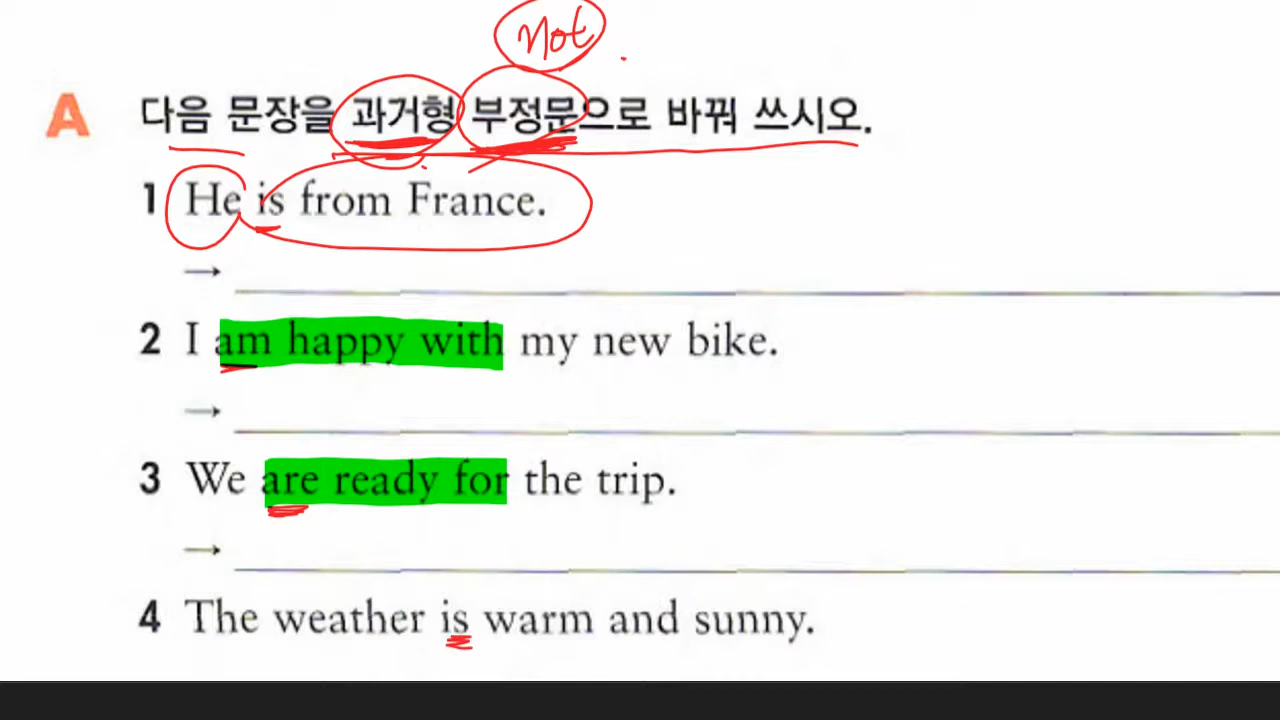 not.
A 다음 문장을 과거형 부정문으로 바꿔 쓰시오.
1 He is from France.
→
2 I am happy with my new bike.
→
3 We are ready for the trip.
→
4 The weather is warm and sunny.